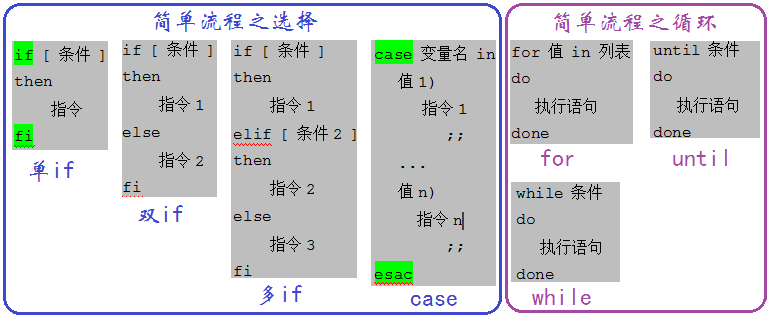 简单流程之选择
if [ 条件 ]
then
指令
fi
单if
if [ 条件 ]
then
指令1
else
指令2
fi
双if
if [ 条件 ]
then
指令1
elif [ 条件2 ]
then
指令2
else
指令3
fi
多if
case 变量名 in
值1)
指令1
;;
...
值n)
指令n
;;
esac
case
简单流程之循环
for 值 in 列表
do
执行语句
done
for
until 条件
do
执行语句
done
until
while 条件
do
执行语句
done
while